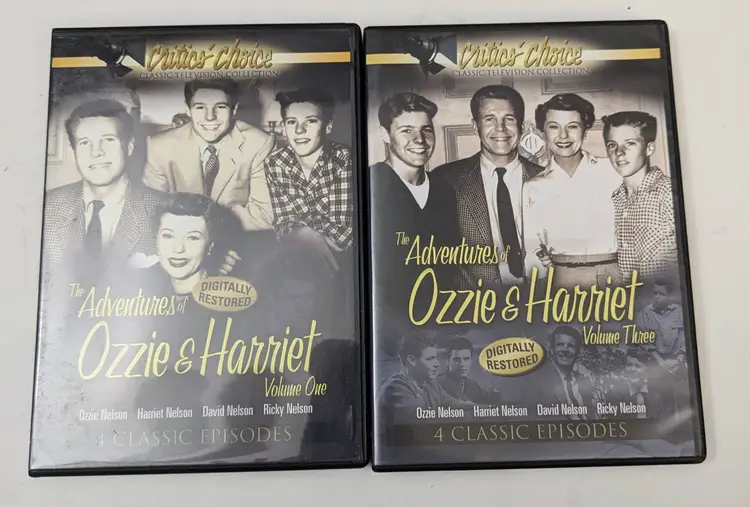 Critics' Choice
CLASSIC TELEVISION COLLECTION
The Adventures of
DIGITALLY
RESTORED
Ozzie & Harriet
Volume One
Ozzie Nelson Harriet Nelson David Nelson Ricky Nelson
4 CLASSIC EPISODES
Critics' Choice
CLASSIC TELEVISION COLLECTION
The Adventures of
Ozzie & Harriet
Volume Three
DIGITALLY
RESTORED
Ozzie Nelson Harriet Nelson David Nelson Ricky Nelson
4 CLASSIC EPISODES